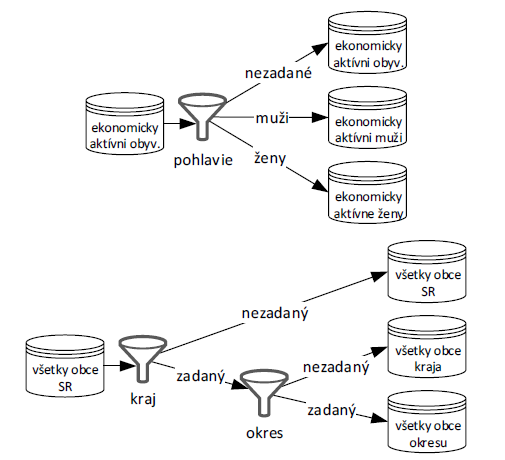 ekonomicky
aktívni obyv.
nezadané
ekonomicky
aktívni obyv.
muži
ekonomicky
aktívni muži
pohlavie
ženy
ekonomicky
aktívne ženy
všetky obce
SR
nezadaný
všetky obce
SR
kraj
zadaný
nezadaný
všetky obce
kraja
okres
zadaný
všetky obce
okresu